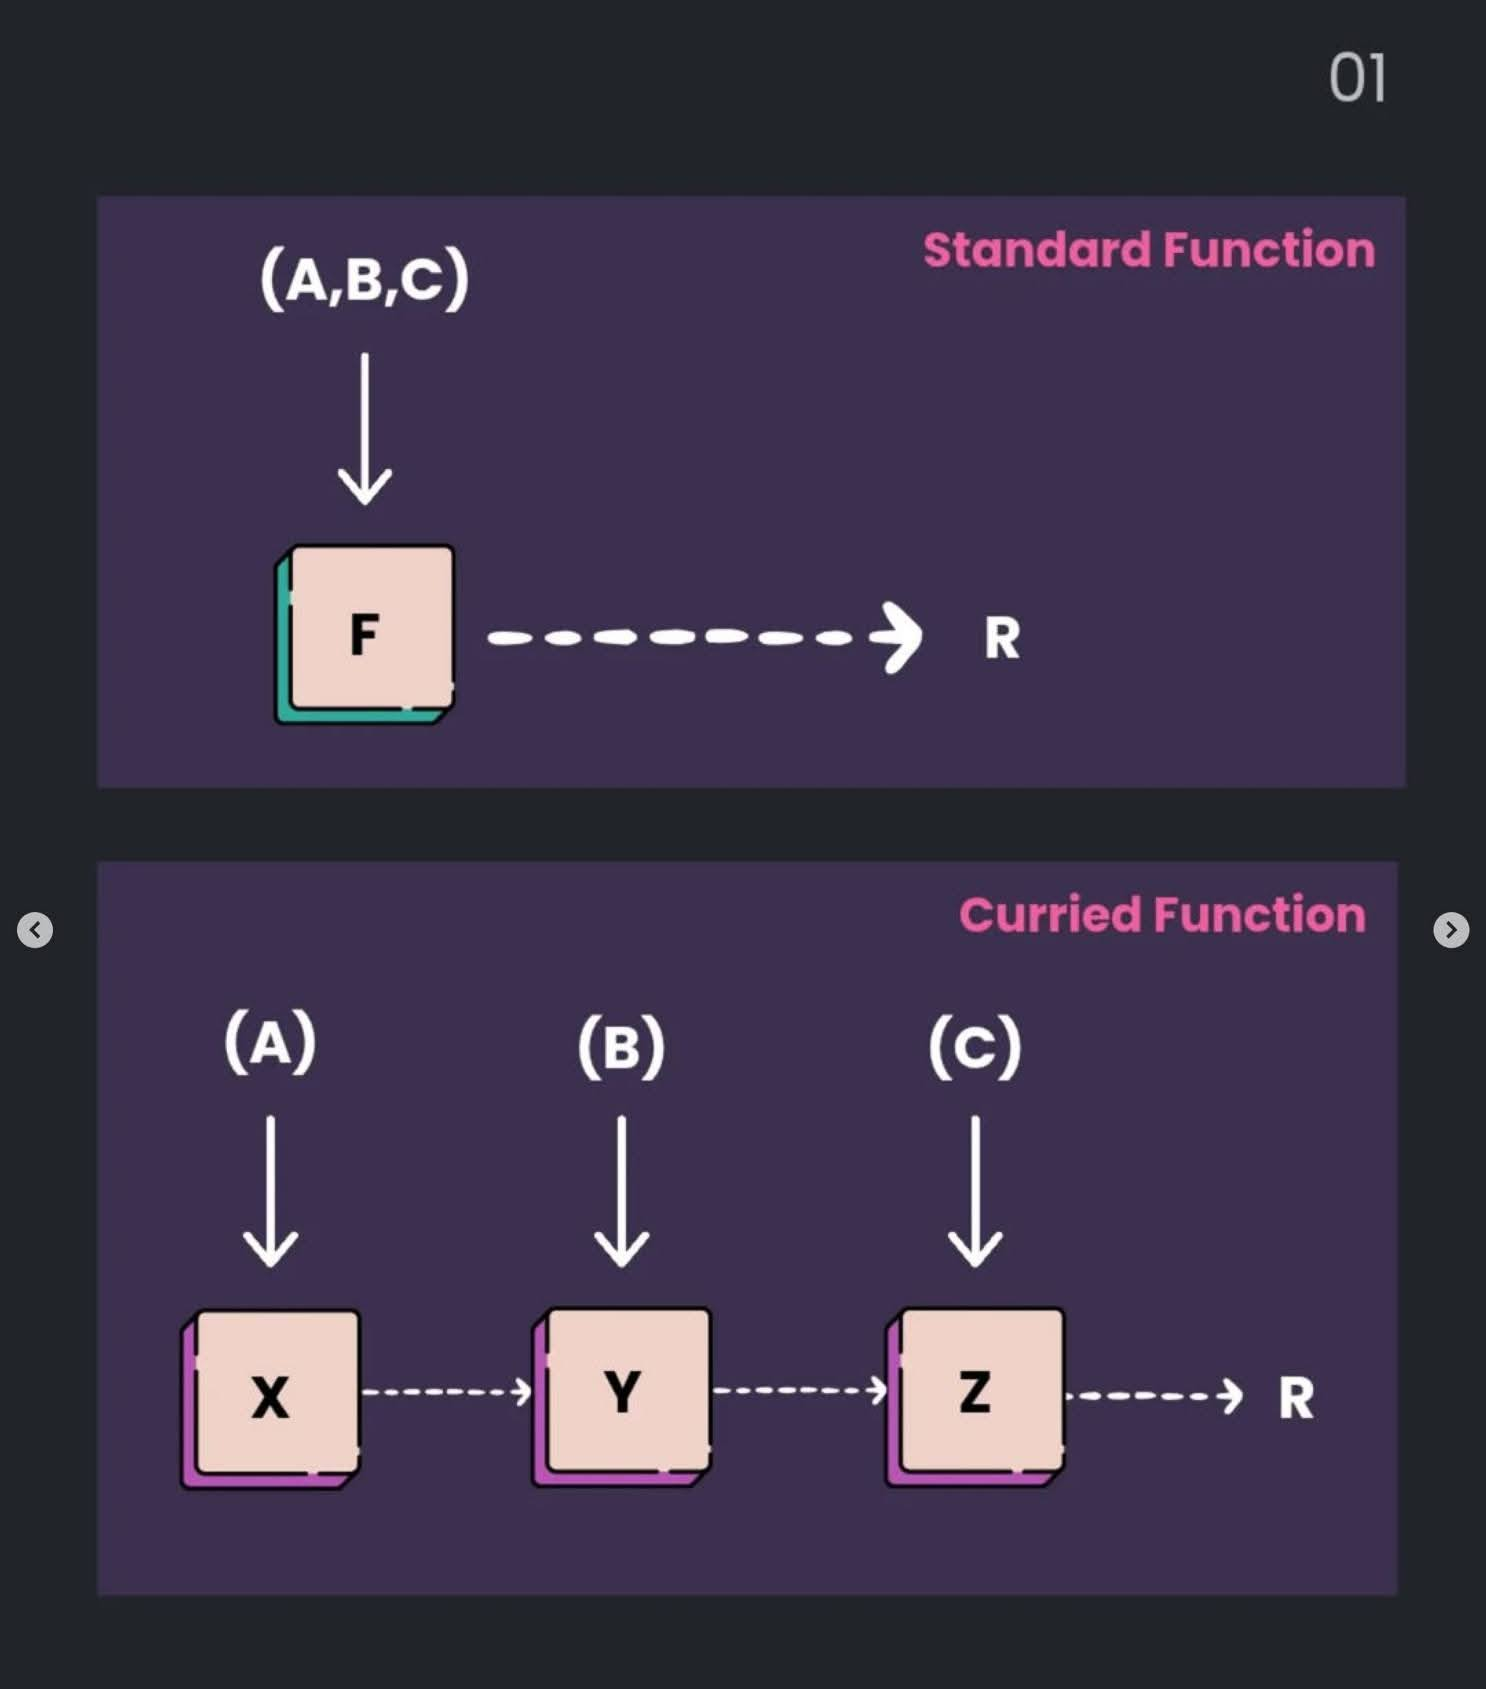 01
Standard Function
(A,B,C)
F
R
Curried Function
(A) (B) (C)
X Y Z R